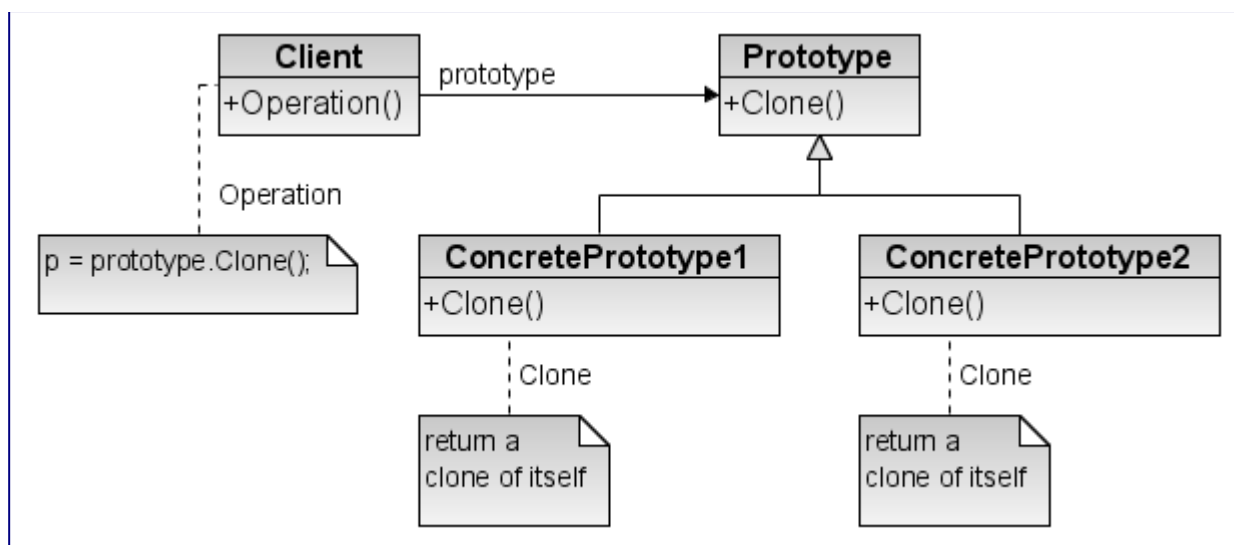 Client
+Operation()
prototype
Prototype
+Clone()
Operation
p = prototype.Clone();
ConcretePrototype1
+Clone()
ConcretePrototype2
+Clone()
Clone
return a
clone of itself
Clone
return a
clone of itself